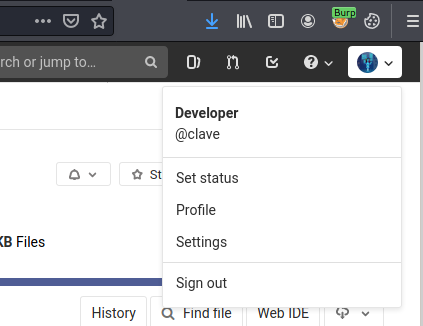 Burp
rch or jump to...
Developer
@clave
St
Set status
Profile
KB Files
Settings
Sign out
History
Find file
Web IDE